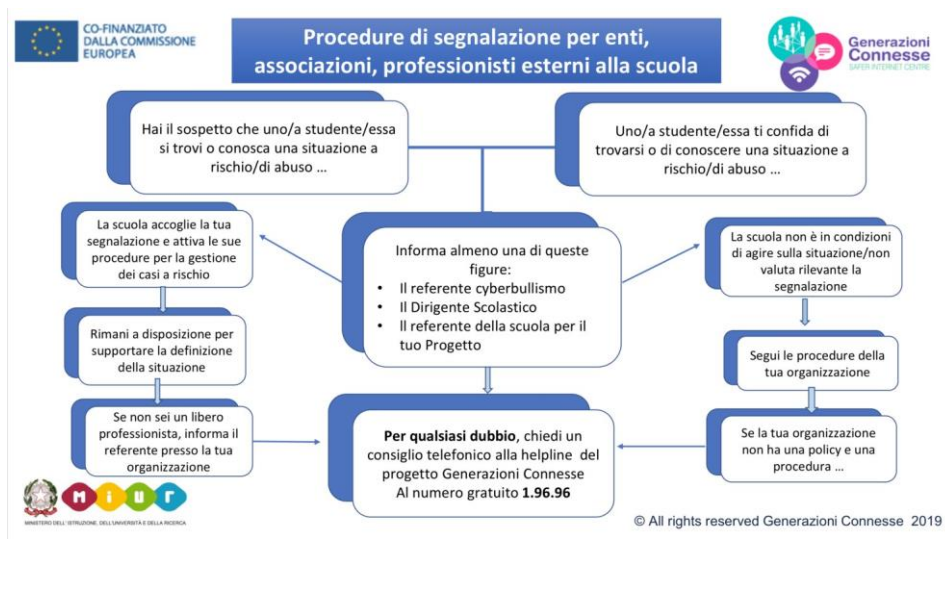 CO-FINANZIATO
DALLA COMMISSIONE
EUROPEA
Procedure di segnalazione per enti,
associazioni, professionisti esterni alla scuola
Generazioni
Connesse
SAFER INTERNET CENTRE
Hai il sospetto che uno/a studente/essa
si trovi o conosca una situazione a
rischio/di abuso ...
Uno/a studente/essa ti confida di
trovarsi o di conoscere una situazione a
rischio/di abuso ...
La scuola accoglie la tua
segnalazione e attiva le sue
procedure per la gestione
dei casi a rischio
Informa almeno una di queste
figure:
• Il referente cyberbullismo
• Il Dirigente Scolastico
• Il referente della scuola per il
tuo Progetto
La scuola non è in condizioni
di agire sulla situazione/non
valuta rilevante la
segnalazione
Rimani a disposizione per
supportare la definizione
della situazione
Segui le procedure della
tua organizzazione
Se non sei un libero
professionista, informa il
referente presso la tua
organizzazione
Per qualsiasi dubbio, chiedi un
consiglio telefonico alla helpline del
progetto Generazioni Connesse
Al numero gratuito 1.96.96
Se la tua organizzazione
non ha una policy e una
procedura ...
miur
MINISTERO DELL'ISTRUZIONE, DELL'UNIVERSITÀ E DELLA RICERCA
© All rights reserved Generazioni Connesse 2019